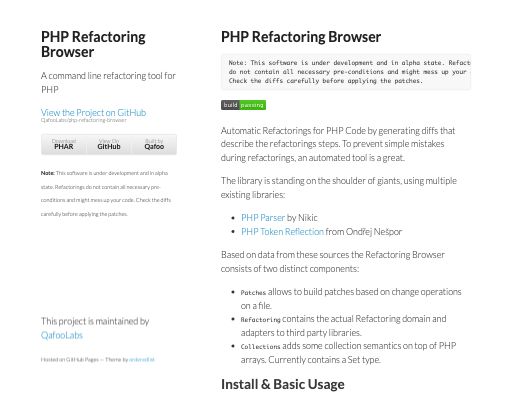 PHP Refactoring
Browser
A command line refactoring tool for
PHP
View the Project on GitHub
QafooLabs/php-refactoring-browser
Download
PHAR
View On
GitHub
Built by
Qafoo
Note: This software is under development and in alpha
state. Refactorings do not contain all necessary pre-
conditions and might mess up your code. Check the diffs
carefully before applying the patches.
This project is maintained by
QafooLabs
Hosted on GitHub Pages — Theme by orderedlist
PHP Refactoring Browser
Note: This software is under development and in alpha state. Refact
do not contain all necessary pre-conditions and might mess up your
Check the diffs carefully before applying the patches.
build passing
Automatic Refactorings for PHP Code by generating diffs that
describe the refactorings steps. To prevent simple mistakes
during refactorings, an automated tool is a great.
The library is standing on the shoulder of giants, using multiple
existing libraries:
• PHP Parser by Nikic
• PHP Token Reflection from Ondřej Nešpor
Based on data from these sources the Refactoring Browser
consists of two distinct components:
• Patches allows to build patches based on change operations
on a file.
• Refactoring contains the actual Refactoring domain and
adapters to third party libraries.
• Collections adds some collection semantics on top of PHP
arrays. Currently contains a Set type.
Install & Basic Usage